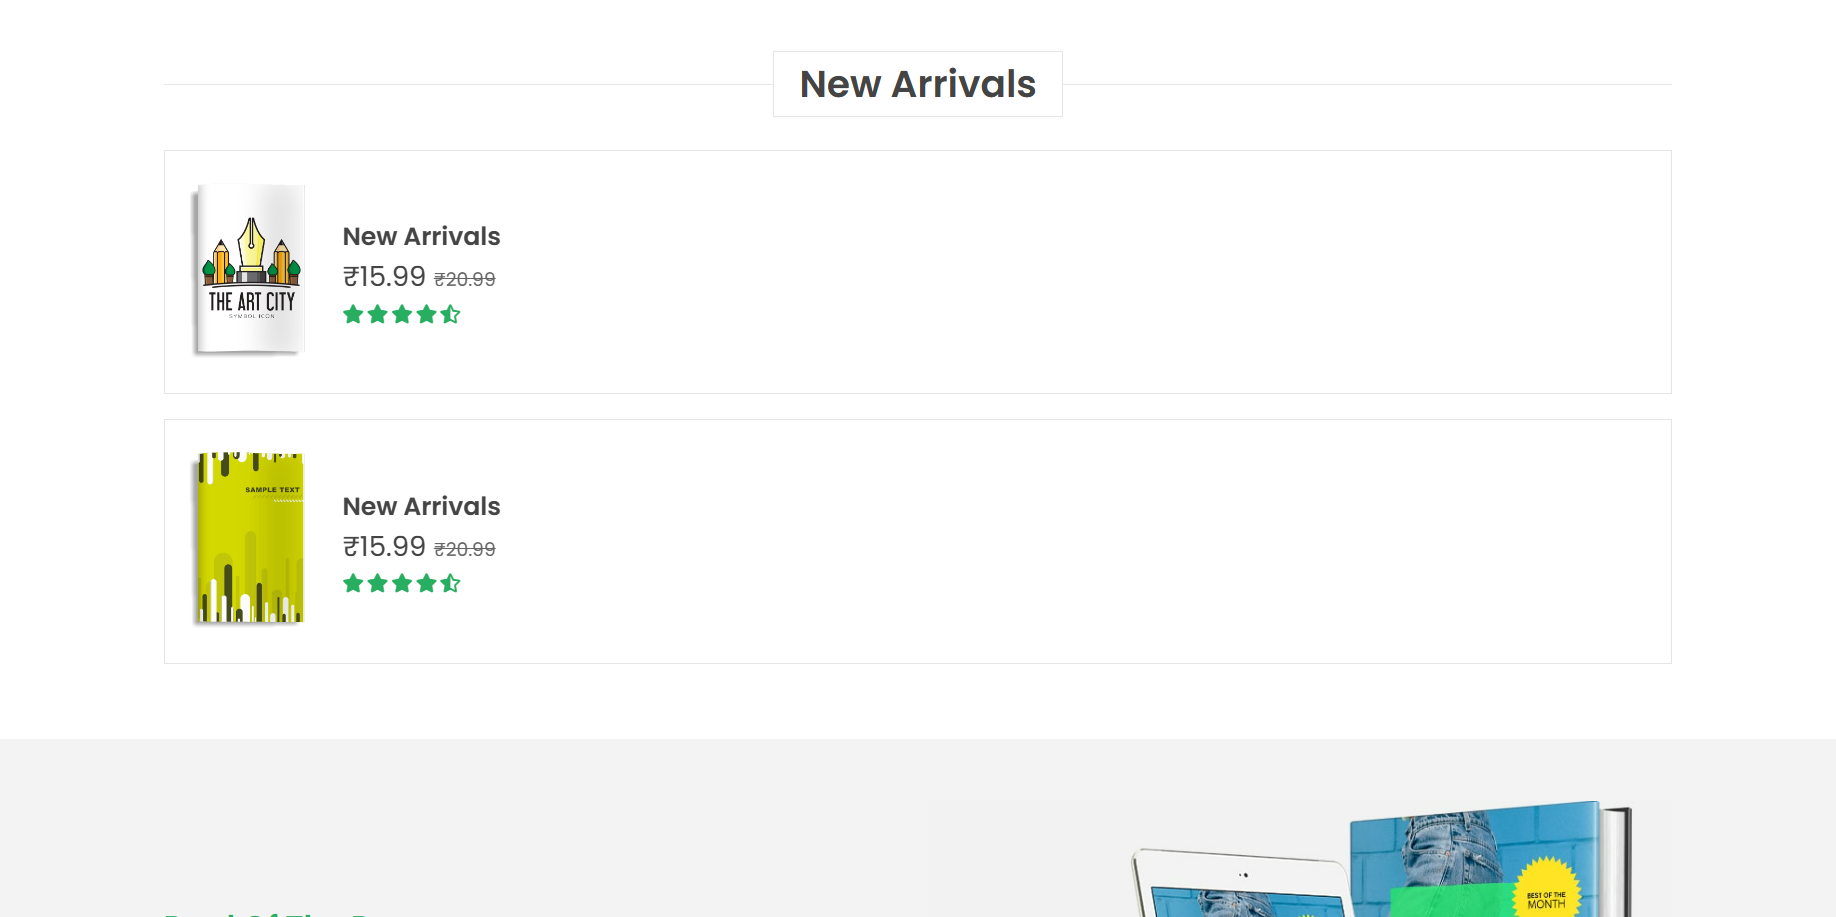 New Arrivals
THE ART CITY
SYMBOL ICON
New Arrivals
₹15.99 ₹20.99
SAMPLE TEXT
New Arrivals
₹15.99 ₹20.99
BEST OF THE
MONTH